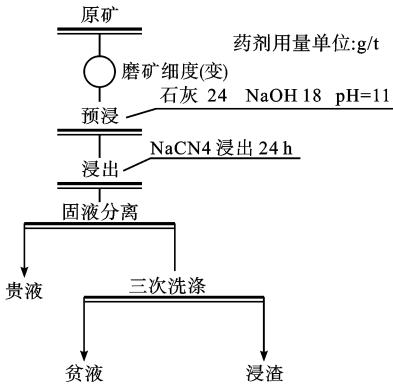 原矿
药剂用量单位:g/t
磨矿细度(变)
石灰 24 NaOH 18 pH=11
预浸
NaCN4 浸出 24 h
浸出
固液分离
贵液
三次洗涤
贫液
浸渣